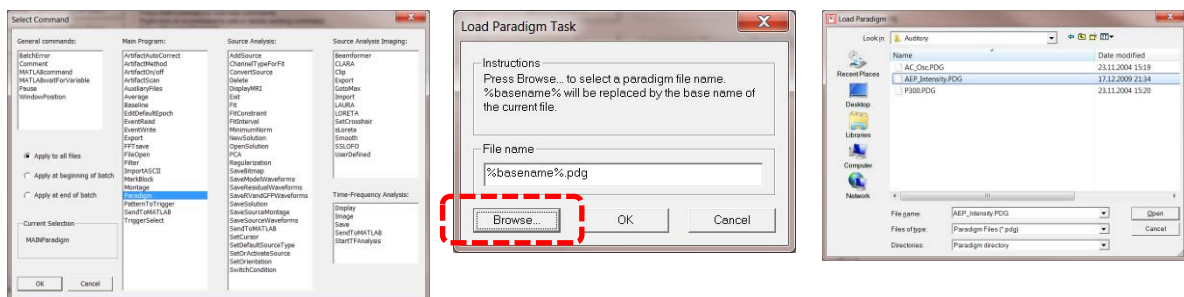 Select Command
General commands:
BatchError
Comment
MATLABcommand
MATLABwaitForVariable
Pause
WindowPosition
Apply to all files
Apply at beginning of batch
Apply at end of batch
Current Selection
MAINParadigm
OK
Cancel
Main Program:
ArtifactAutoCorrect
ArtifactMethod
ArtifactOn/off
ArtifactScan
AuxiliaryFiles
Average
Baseline
EditDefaultEpoch
EventRead
EventWrite
Export
FFTsave
FileOpen
Filter
ImportASCII
MarkBlock
Montage
Paradigm
PatternToTrigger
SendToMATLAB
TriggerSelect
Source Analysis:
AddSource
ChannelTypeForFit
ConvertSource
Delete
DisplayMRI
Exit
Fit
FitConstraint
FitInterval
MinimumNorm
NewSolution
OpenSolution
PCA
Regularization
SaveBitmap
SaveModelWaveforms
SaveResidualWaveforms
SaveRVandGFPWaveforms
SaveSolution
SaveSourceMontage
SaveSourceWaveforms
SendToMATLAB
SetCursor
SetDefaultSourceType
SetOrActivateSource
SetOrientation
SwitchCondition
Source Analysis Imaging:
Beamformer
CLARA
Clip
Export
GotoMax
Import
LAURA
LORETA
SetCrosshair
sLoreta
Smooth
SSLOFO
UserDefined
Time-Frequency Analysis:
Display
Image
Save
SendToMATLAB
StartTFAnalysis
Load Paradigm Task
Instructions
Press Browse... to select a paradigm file name.
%basename% will be replaced by the base name of
the current file.
File name
%basename%.pdg
Browse...
OK
Cancel
Load Paradigm
Look in:
Auditory
Name
Date modified
AC_Osc.PDG
23.11.2004 15:19
AEP_Intensity.PDG
17.12.2009 21:34
P300.PDG
23.11.2004 15:20
Recent Places
Desktop
Libraries
Computer
Network
File name:
AEP_Intensity.PDG
Open
Files of type:
Paradigm Files (*.pdg)
Cancel
Directories:
Paradigm directory